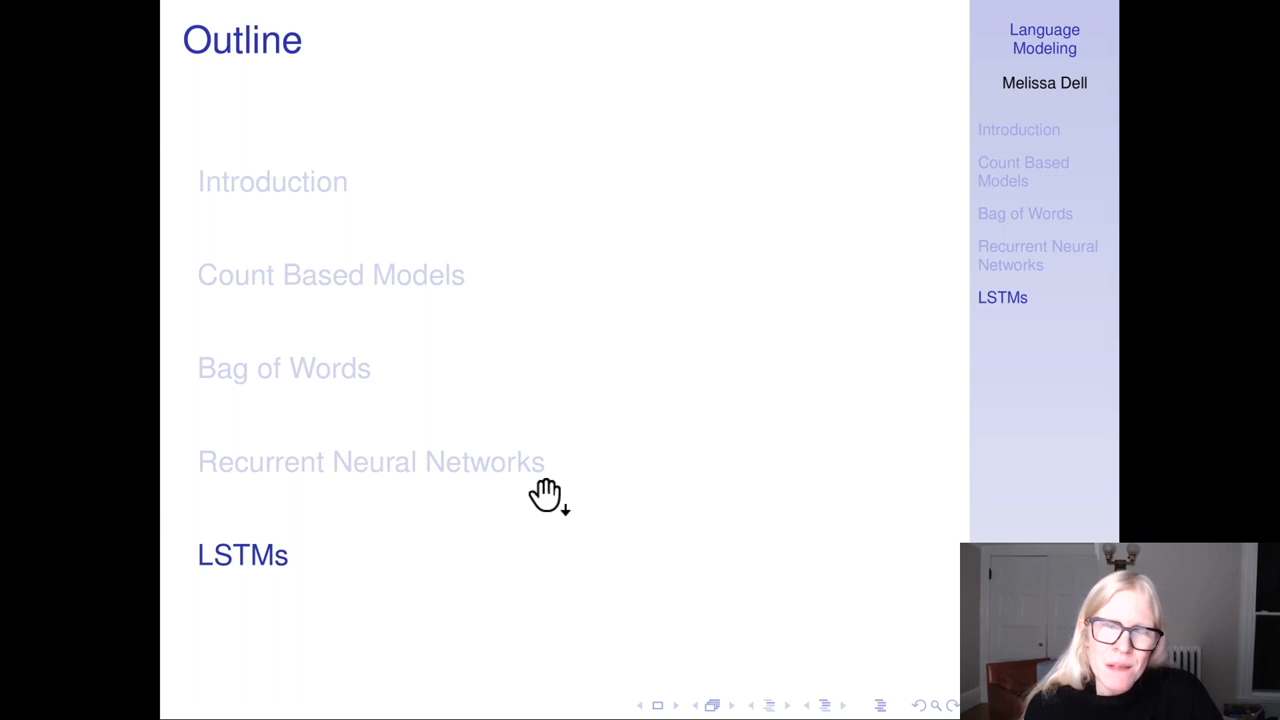 Outline
Introduction
Count Based Models
Bag of Words
Recurrent Neural Networks
LSTMs
Language
Modeling
Melissa Dell
Introduction
Count Based
Models
Bag of Words
Recurrent Neural
Networks
LSTMs